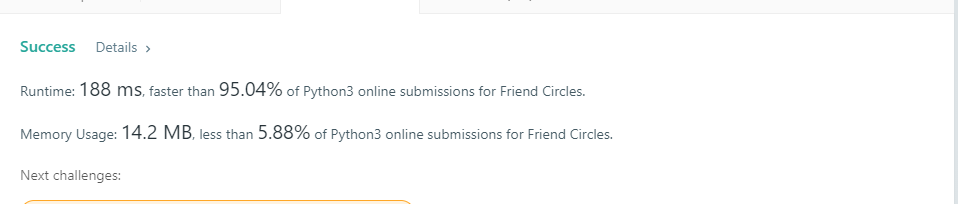 Success Details >
Runtime: 188 ms, faster than 95.04% of Python3 online submissions for Friend Circles.
Memory Usage: 14.2 MB, less than 5.88% of Python3 online submissions for Friend Circles.
Next challenges: